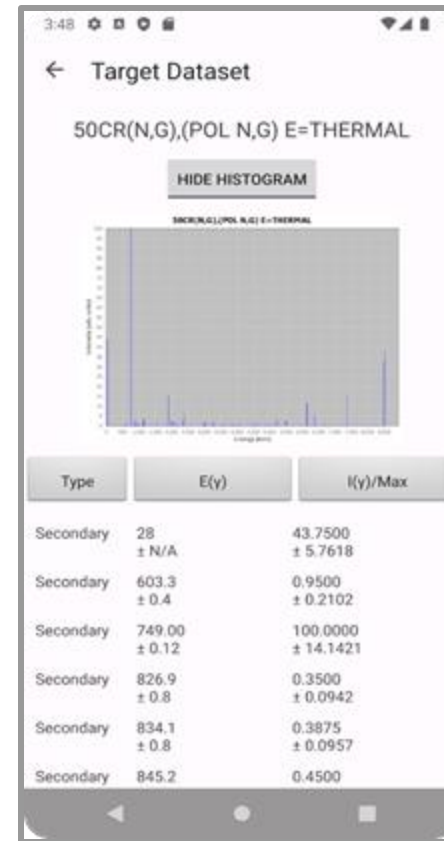 3:48
Target Dataset
50CR(N,G),(POL N,G) E=THERMAL
HIDE HISTOGRAM
50CR(N,G),(POL N,G) E=THERMAL
Type E(γ) I(γ)/Max
Secondary 28 43.7500
± N/A ± 5.7618
Secondary 603.3 0.9500
± 0.4 ± 0.2102
Secondary 749.00 100.0000
± 0.12 ± 14.1421
Secondary 826.9 0.3500
± 0.8 ± 0.0942
Secondary 834.1 0.3875
± 0.8 ± 0.0957
Secondary 845.2 0.4500